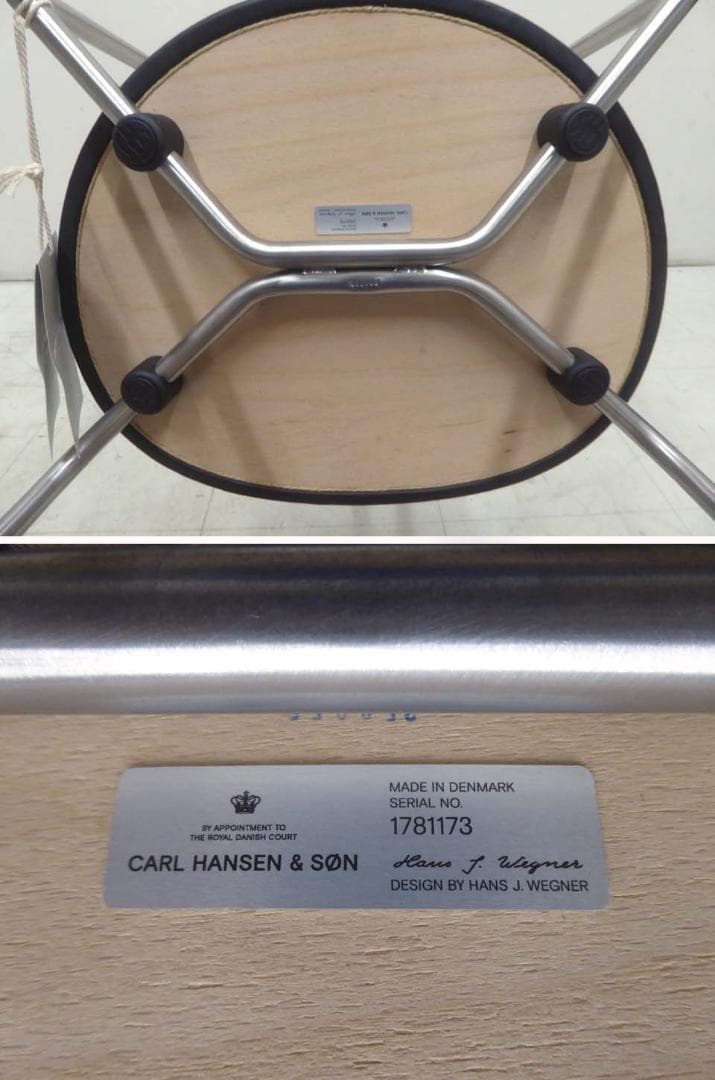 BY APPOINTMENT TO
THE ROYAL DANISH COURT
CARL HANSEN & SØN
MADE IN DENMARK
SERIAL NO.
1781173
Hans J. Wegner
DESIGN BY HANS J. WEGNER